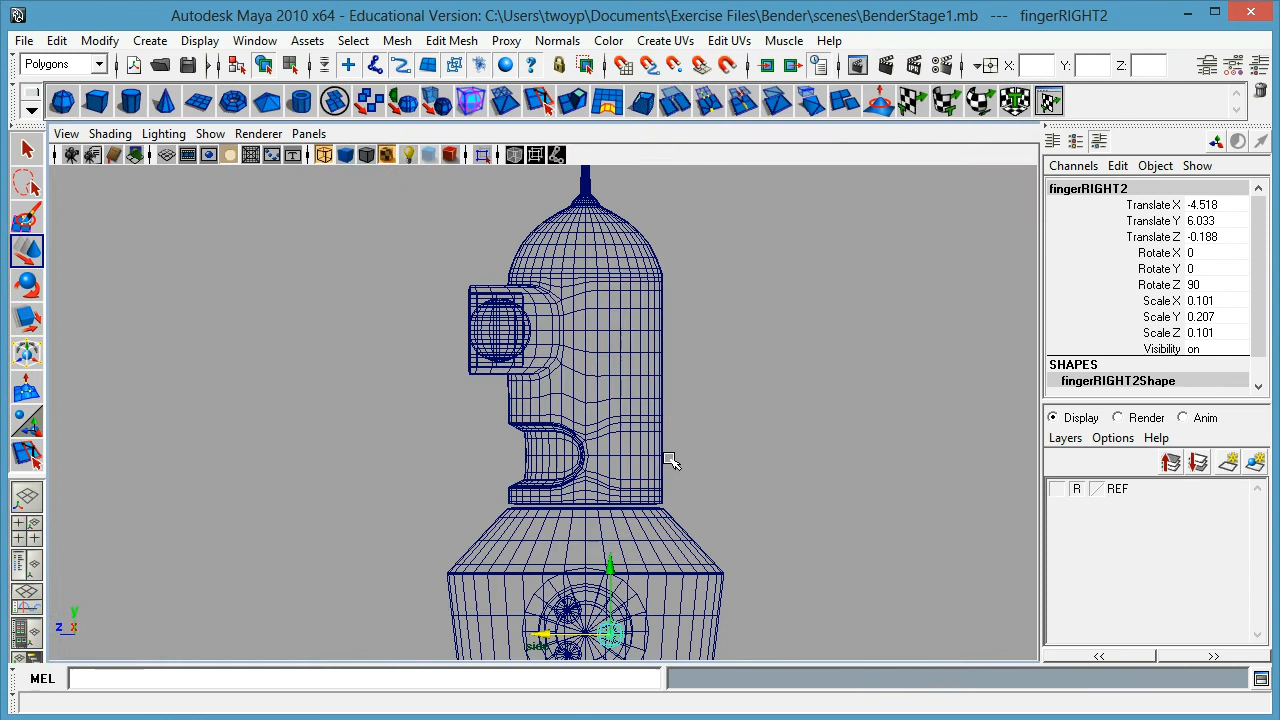 Autodesk Maya 2010 x64 - Educational Version: C:\Users\twoyp\Documents\Exercise Files\Bender\scenes\BenderStage1.mb --- fingerRIGHT2
File Edit Modify Create Display Window Assets Select Mesh Edit Mesh Proxy Normals Color Create UVs Edit UVs Muscle Help
Polygons X: Y: Z:
View Shading Lighting Show Renderer Panels
Channels Edit Object Show
fingerRIGHT2
Translate X -4.518
Translate Y 6.033
Translate Z -0.188
Rotate X 0
Rotate Y 0
Rotate Z 90
Scale X 0.101
Scale Y 0.207
Scale Z 0.101
Visibility on
SHAPES
fingerRIGHT2Shape
Display Render Anim
Layers Options Help
R REF
y
z x
side
MEL